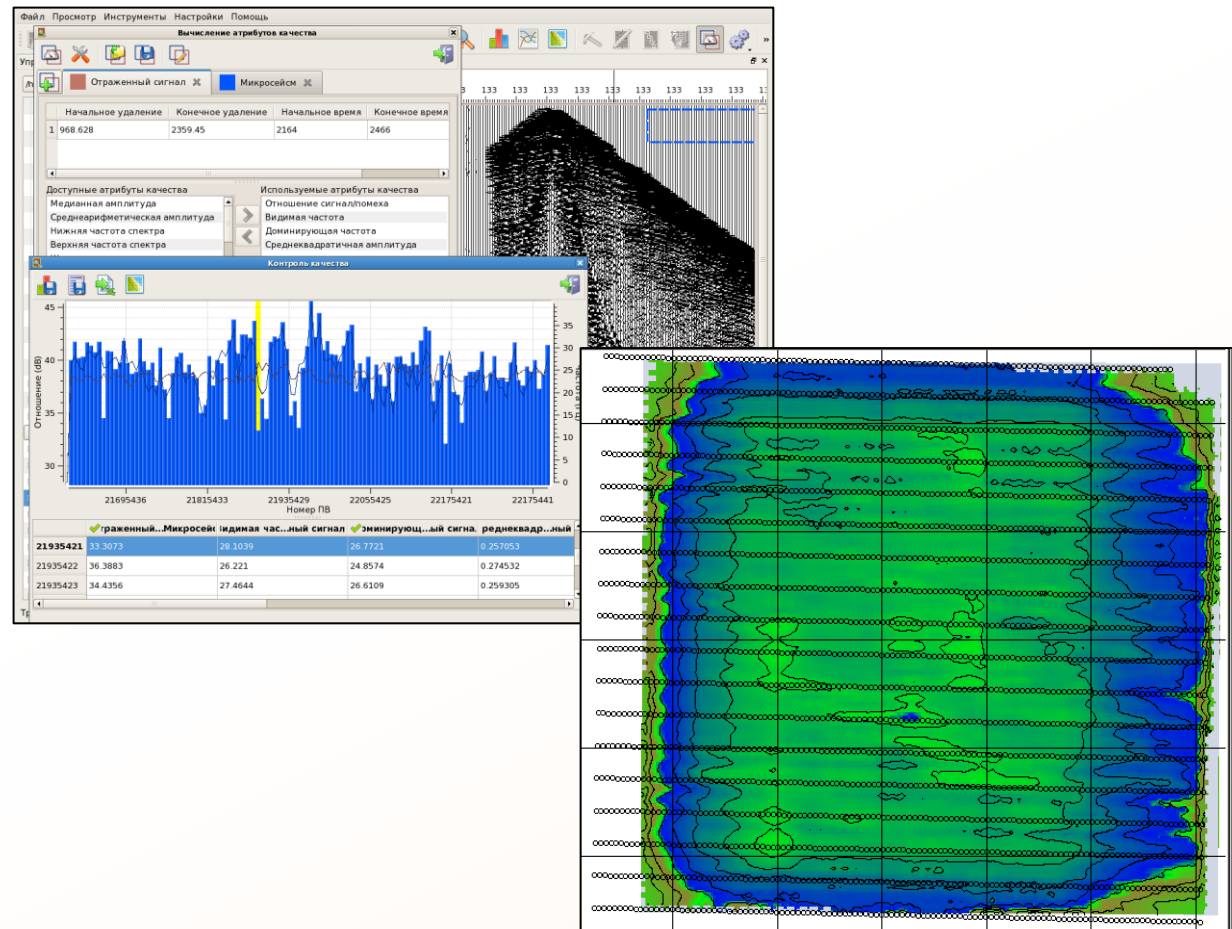 Файл Просмотр Инструменты Настройки Помощь
Вычисление атрибутов качества
Отраженный сигнал Микросейсм
133 133 133 133 133 133 133 133 133
Начальное удаление Конечное удаление Начальное время Конечное время
1 968.628 2359.45 2164 2466
Доступные атрибуты качества Используемые атрибуты качества
Медианная амплитуда Отношение сигнал/помеха
Среднеарифметическая амплитуда Видимая частота
Нижняя частота спектра Доминирующая частота
Верхняя частота спектра Среднеквадратичная амплитуда
Контроль качества
45
40
35
30
Отношение (дБ)
35
30
25
20
15
10
5
0
21695436 21815433 21935429 22055425 22175421 22175441
Номер ПВ
траженный...Микросейс идимая час...ный сигнал оминирующ...ый сигна. реднеквадр...ный
21935421 33.3073 28.1039 26.7721 0.257053
21935422 36.3883 26.221 24.8574 0.274532
21935423 34.4356 27.4644 26.6109 0.259305